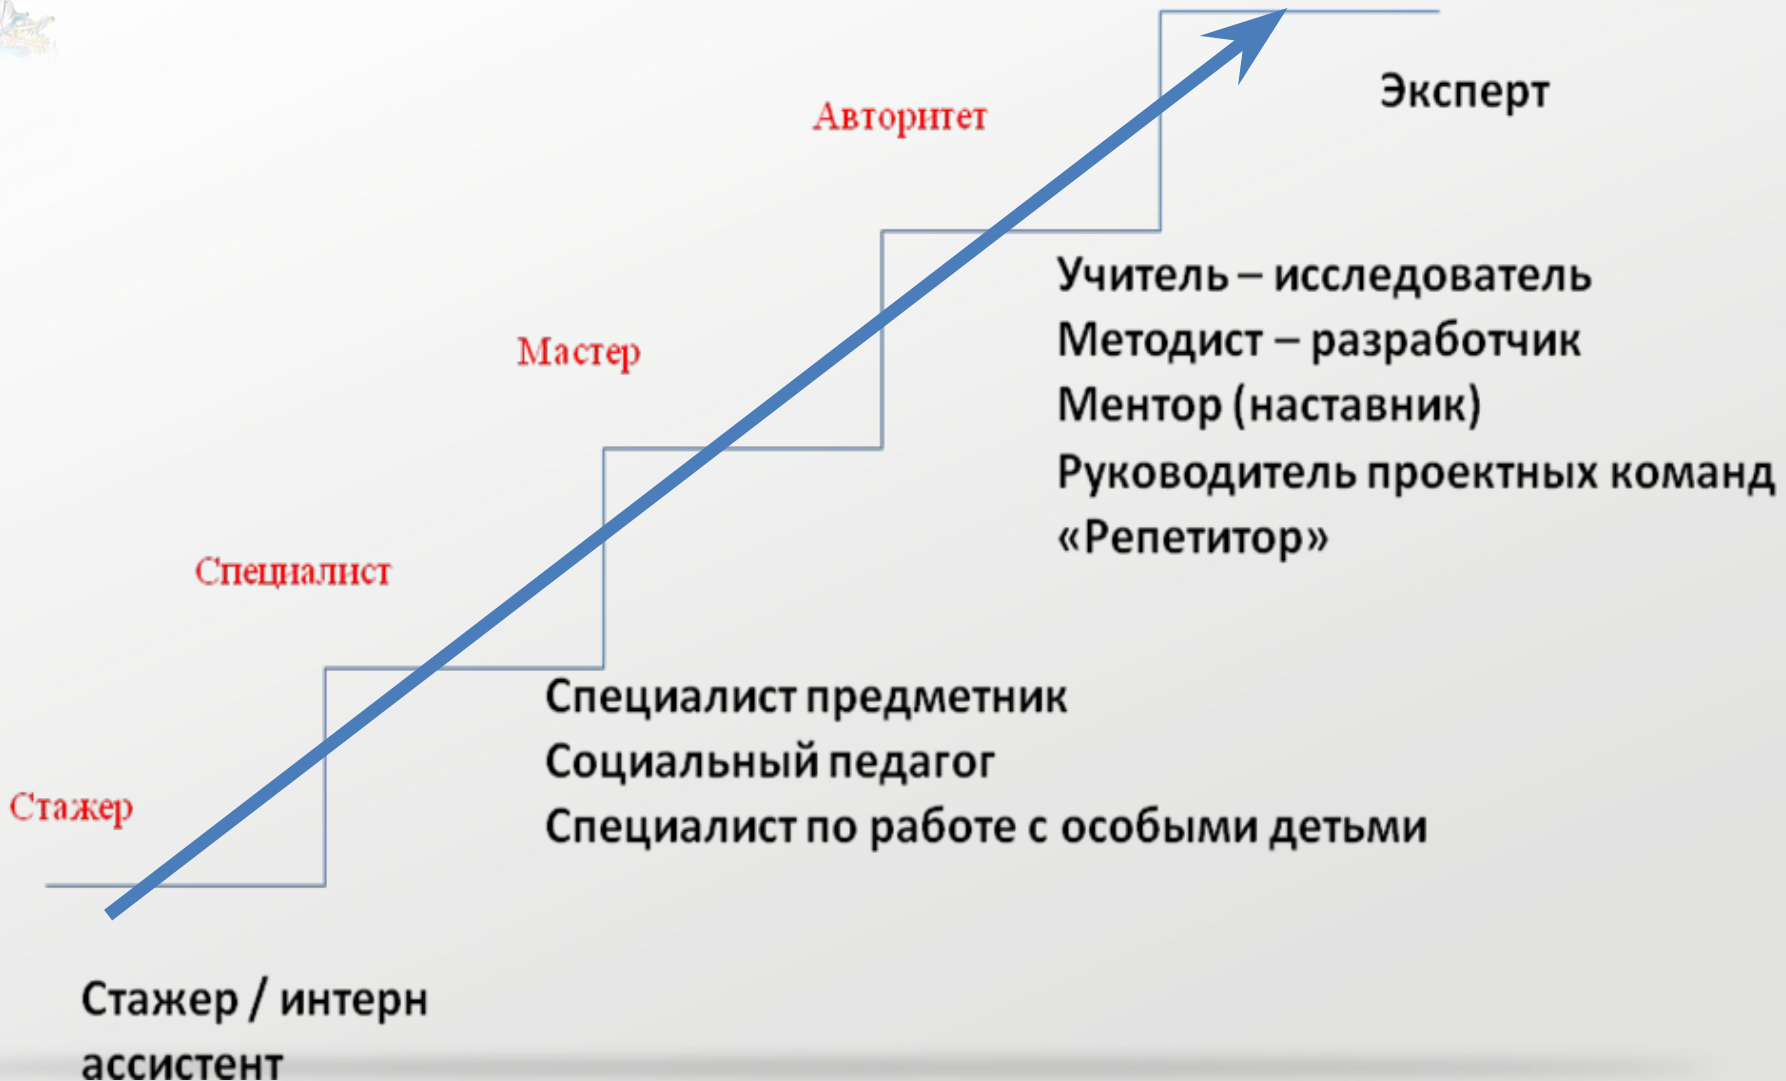 Эксперт
Авторитет
Учитель – исследователь
Методист – разработчик
Ментор (наставник)
Руководитель проектных команд
«Репетитор»
Мастер
Специалист
Специалист предметник
Социальный педагог
Специалист по работе с особыми детьми
Стажер
Стажер / интерн
ассистент